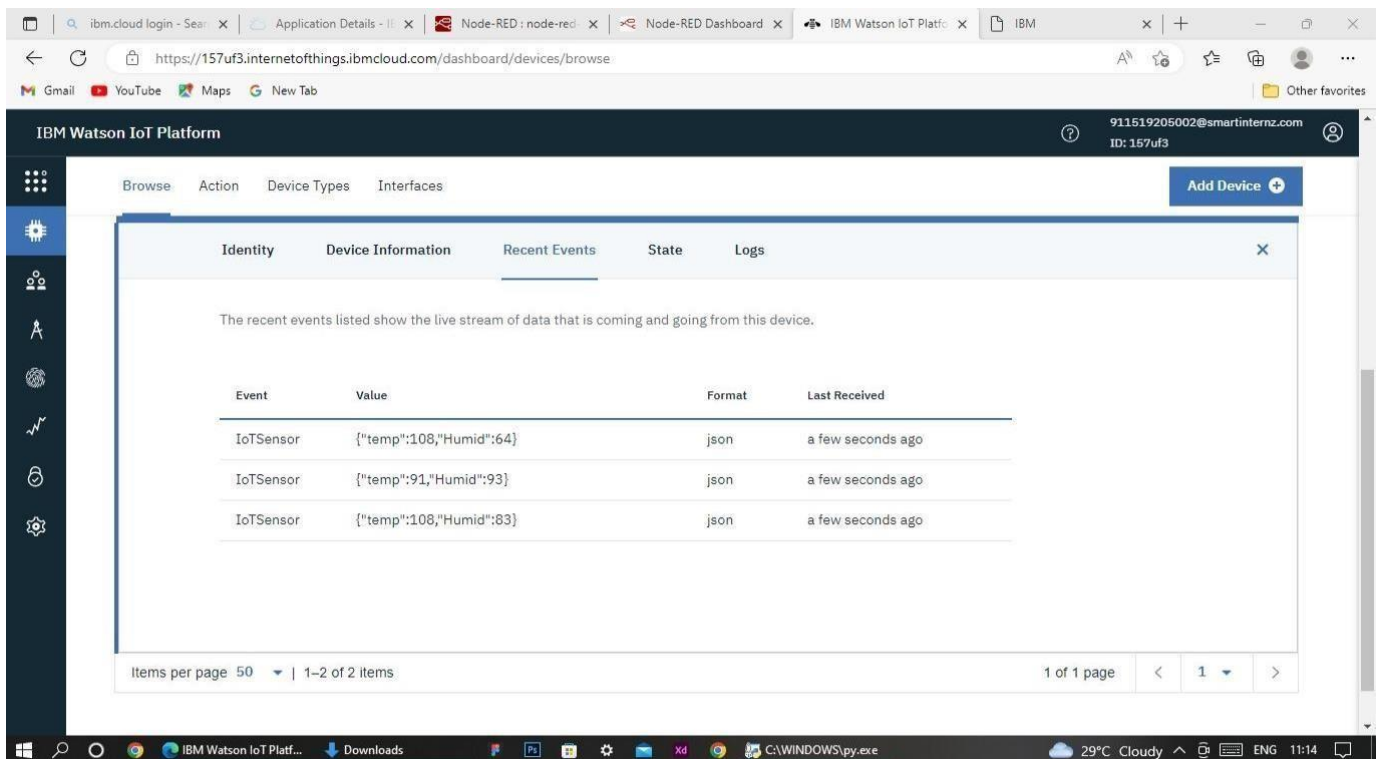 ibm.cloud login - Sear
Application Details - IE
Node-RED : node-red-
Node-RED Dashboard
IBM Watson IoT Platfo
IBM
https://157uf3.internetofthings.ibmcloud.com/dashboard/devices/browse
Gmail YouTube Maps New Tab Other favorites
IBM Watson IoT Platform
911519205002@smartinternz.com
ID: 157uf3
Browse Action Device Types Interfaces Add Device
Identity Device Information Recent Events State Logs
The recent events listed show the live stream of data that is coming and going from this device.
Event Value Format Last Received
IoTSensor {"temp":108,"Humid":64} json a few seconds ago
IoTSensor {"temp":91,"Humid":93} json a few seconds ago
IoTSensor {"temp":108,"Humid":83} json a few seconds ago
Items per page 50 | 1–2 of 2 items 1 of 1 page < 1 >
IBM Watson IoT Platf... Downloads Ps Xd C:\WINDOWS\py.exe 29°C Cloudy ENG 11:14